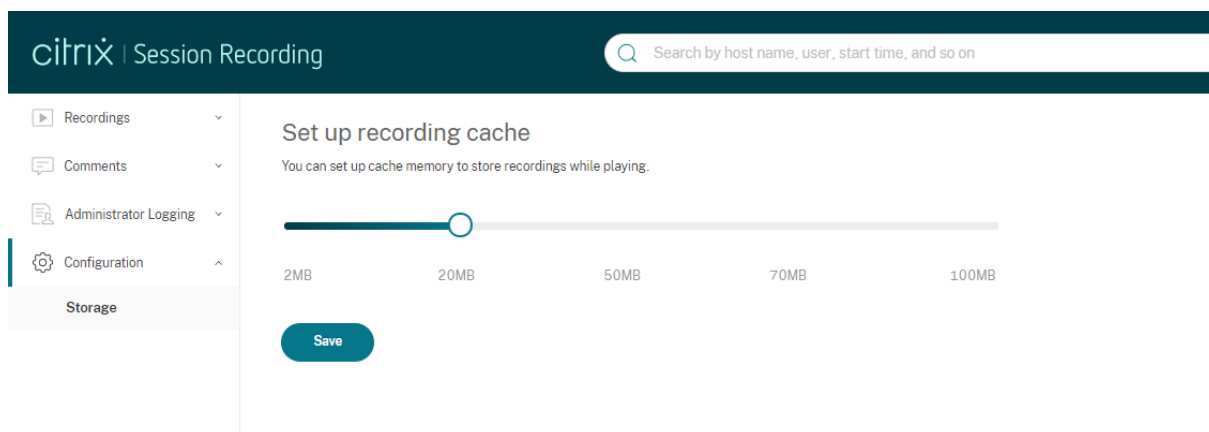 citrix | Session Recording
Search by host name, user, start time, and so on
Recordings
Comments
Administrator Logging
Configuration
Storage
Set up recording cache
You can set up cache memory to store recordings while playing.
2MB 20MB 50MB 70MB 100MB
Save